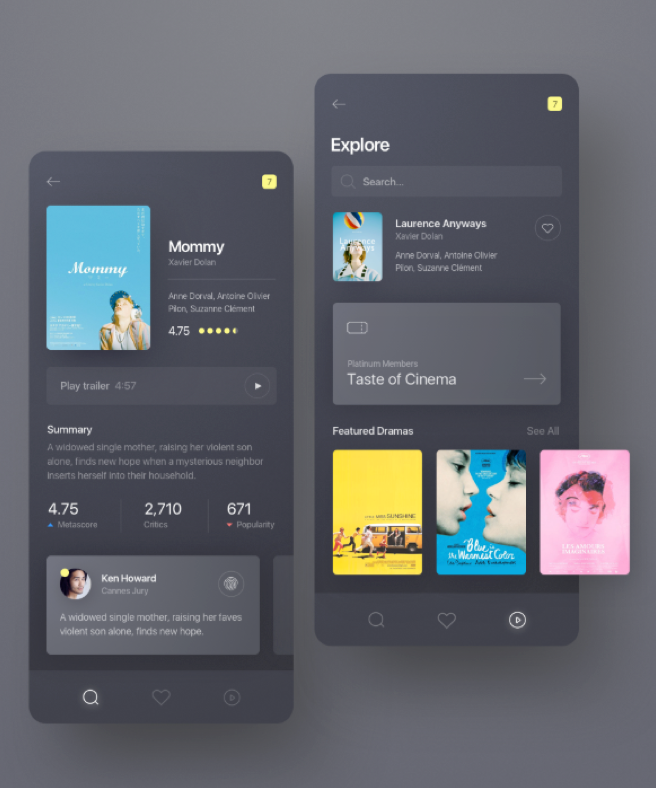 7
Mommy
Mommy
Xavier Dolan
Anne Dorval, Antoine Olivier
Pilon, Suzanne Clément
4.75
Play trailer 4:57
Summary
A widowed single mother, raising her violent son
alone, finds new hope when a mysterious neighbor
inserts herself into their household.
4.75
Metascore
2,710
Critics
671
Popularity
Ken Howard
Cannes Jury
A widowed single mother, raising her faves
violent son alone, finds new hope.
7
Explore
Search...
Laurence
Anyways
Laurence Anyways
Xavier Dolan
Anne Dorval, Antoine Olivier
Pilon, Suzanne Clément
Platinum Members
Taste of Cinema
Featured Dramas
See All
SUNSHINE
Blue is
the Warmest Color
LES AMOURS
IMAGINAIRES